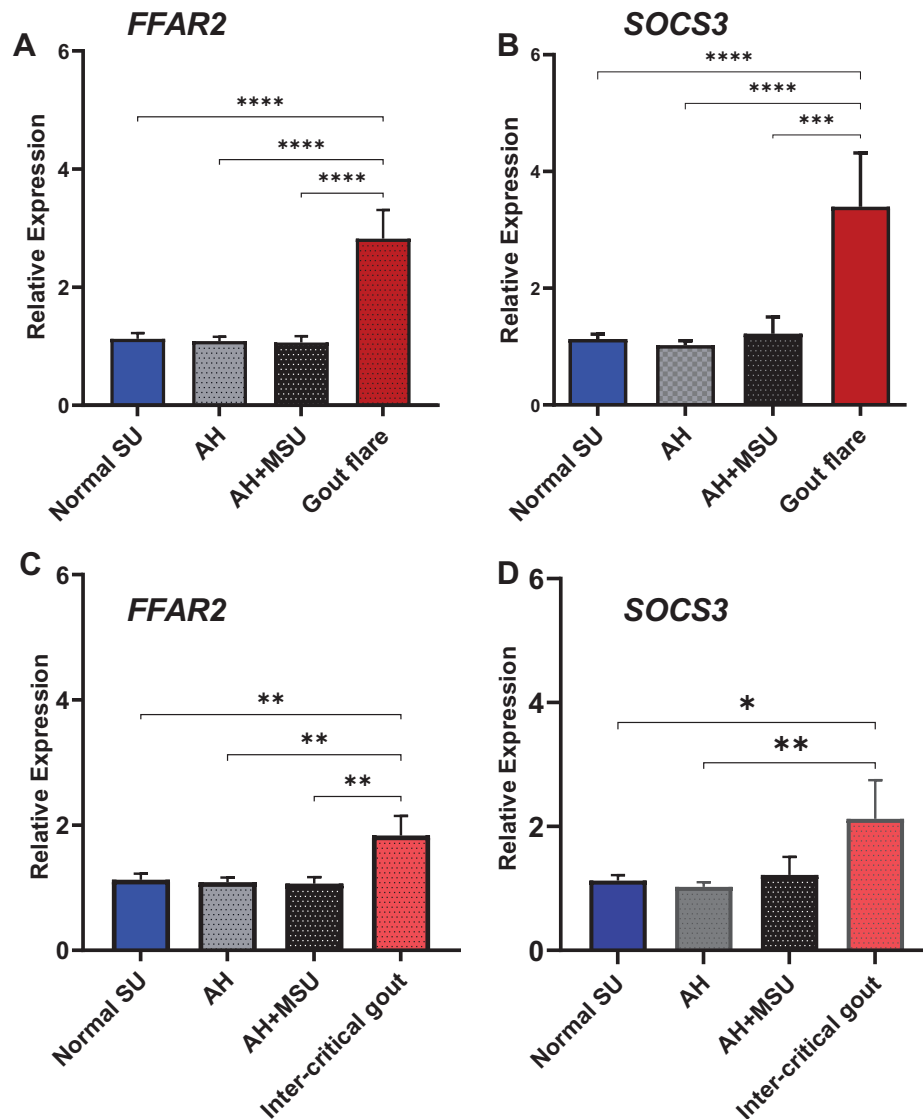 A
FFAR2
Relative Expression
6
4
2
0
****
****
****
Normal SU
AH
AH+MSU
Gout flare
B
SOCS3
Relative Expression
6
4
2
0
****
****
***
Normal SU
AH
AH+MSU
Gout flare
C
FFAR2
Relative Expression
6
4
2
0
**
**
**
Normal SU
AH
AH+MSU
Inter-critical gout
D
SOCS3
Relative Expression
6
4
2
0
*
**
Normal SU
AH
AH+MSU
Inter-critical gout